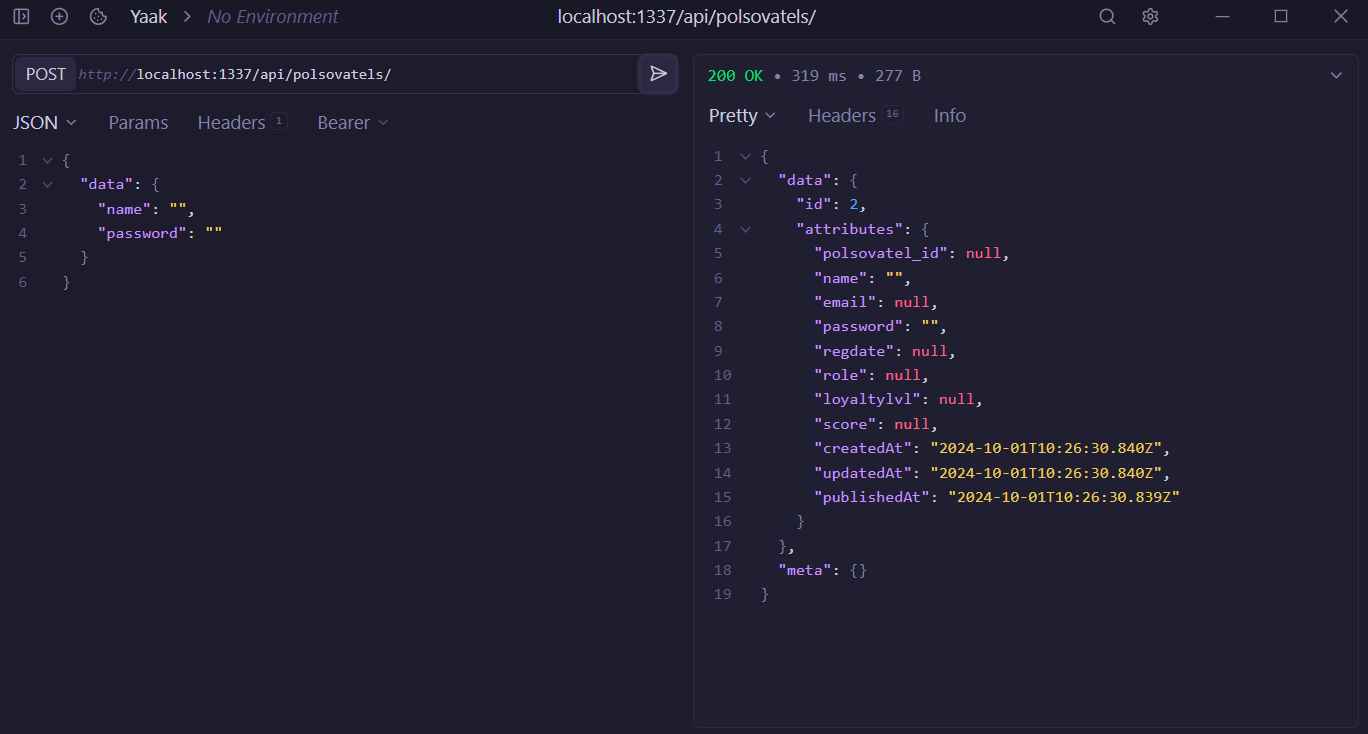 Yaak > No Environment
localhost:1337/api/polsovatels/
POST http://localhost:1337/api/polsovatels/
JSON Params Headers 1 Bearer
1 {
2 "data": {
3 "name": "",
4 "password": ""
5 }
6 }
200 OK • 319 ms • 277 B
Pretty Headers 16 Info
1 {
2 "data": {
3 "id": 2,
4 "attributes": {
5 "polsovatel_id": null,
6 "name": "",
7 "email": null,
8 "password": "",
9 "regdate": null,
10 "role": null,
11 "loyaltylvl": null,
12 "score": null,
13 "createdAt": "2024-10-01T10:26:30.840Z",
14 "updatedAt": "2024-10-01T10:26:30.840Z",
15 "publishedAt": "2024-10-01T10:26:30.839Z"
16 }
17 },
18 "meta": {}
19 }